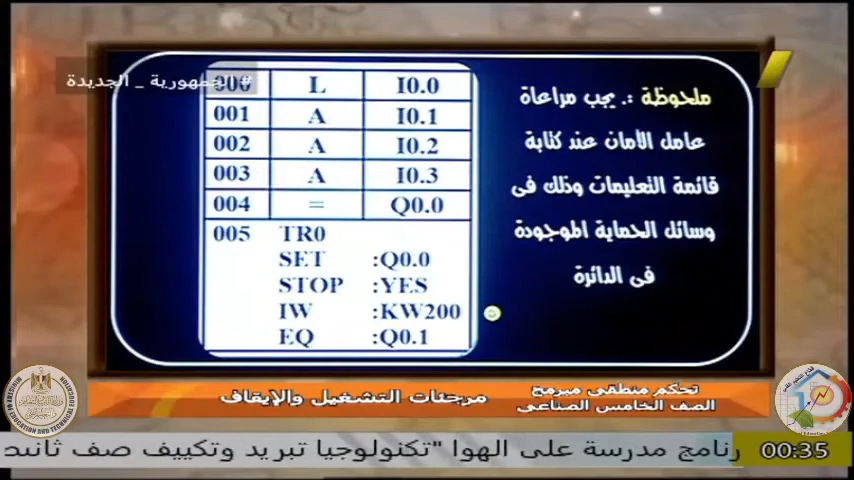 # الجمهورية _ الجديدة
000 L I0.0
001 A I0.1
002 A I0.2
003 A I0.3
004 = Q0.0
005 TR0
SET :Q0.0
STOP :YES
IW :KW200
EQ :Q0.1
ملحوظة :. يجب مراعاة
عامل الأمان عند كتابة
قائمة التعليمات وذلك فى
وسائل الحماية الموجودة
فى الدائرة
تحكم منطقى مبرمج
الصف الخامس الصناعى
مرحلات التشغيل والإيقاف
رنامج مدرسة على الهوا "تكنولوجيا تبريد وتكييف صف ثانى
00:35